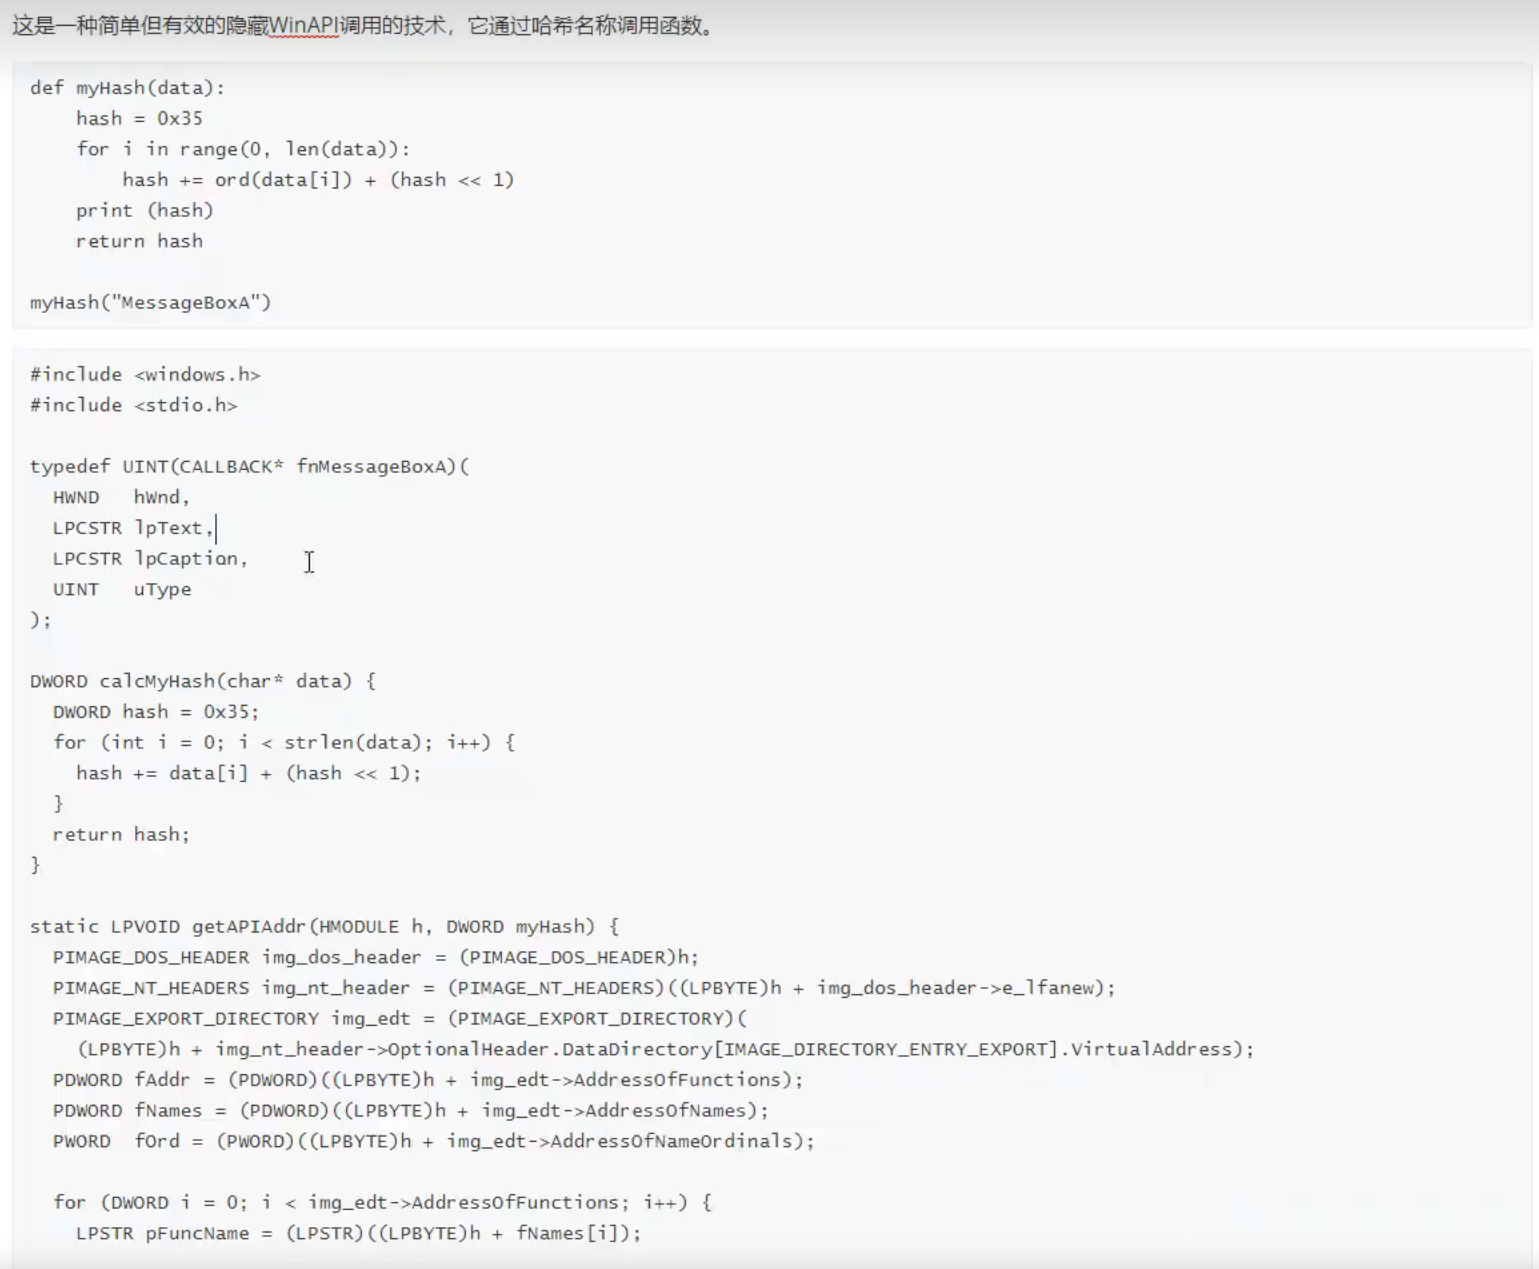 这是一种简单但有效的隐藏WinAPI调用的技术，它通过哈希名称调用函数。
def myHash(data):
    hash = 0x35
    for i in range(0, len(data)):
        hash += ord(data[i]) + (hash << 1)
    print (hash)
    return hash

myHash("MessageBoxA")

#include <windows.h>
#include <stdio.h>

typedef UINT(CALLBACK* fnMessageBoxA)(
  HWND   hWnd,
  LPCSTR lpText,
  LPCSTR lpCaption,
  UINT   uType
);

DWORD calcMyHash(char* data) {
  DWORD hash = 0x35;
  for (int i = 0; i < strlen(data); i++) {
    hash += data[i] + (hash << 1);
  }
  return hash;
}

static LPVOID getAPIAddr(HMODULE h, DWORD myHash) {
  PIMAGE_DOS_HEADER img_dos_header = (PIMAGE_DOS_HEADER)h;
  PIMAGE_NT_HEADERS img_nt_header = (PIMAGE_NT_HEADERS)((LPBYTE)h + img_dos_header->e_lfanew);
  PIMAGE_EXPORT_DIRECTORY img_edt = (PIMAGE_EXPORT_DIRECTORY)(
    (LPBYTE)h + img_nt_header->OptionalHeader.DataDirectory[IMAGE_DIRECTORY_ENTRY_EXPORT].VirtualAddress);
  PDWORD fAddr = (PDWORD)((LPBYTE)h + img_edt->AddressOfFunctions);
  PDWORD fNames = (PDWORD)((LPBYTE)h + img_edt->AddressOfNames);
  PWORD  fOrd = (PWORD)((LPBYTE)h + img_edt->AddressOfNameOrdinals);

  for (DWORD i = 0; i < img_edt->AddressOfFunctions; i++) {
    LPSTR pFuncName = (LPSTR)((LPBYTE)h + fNames[i]);